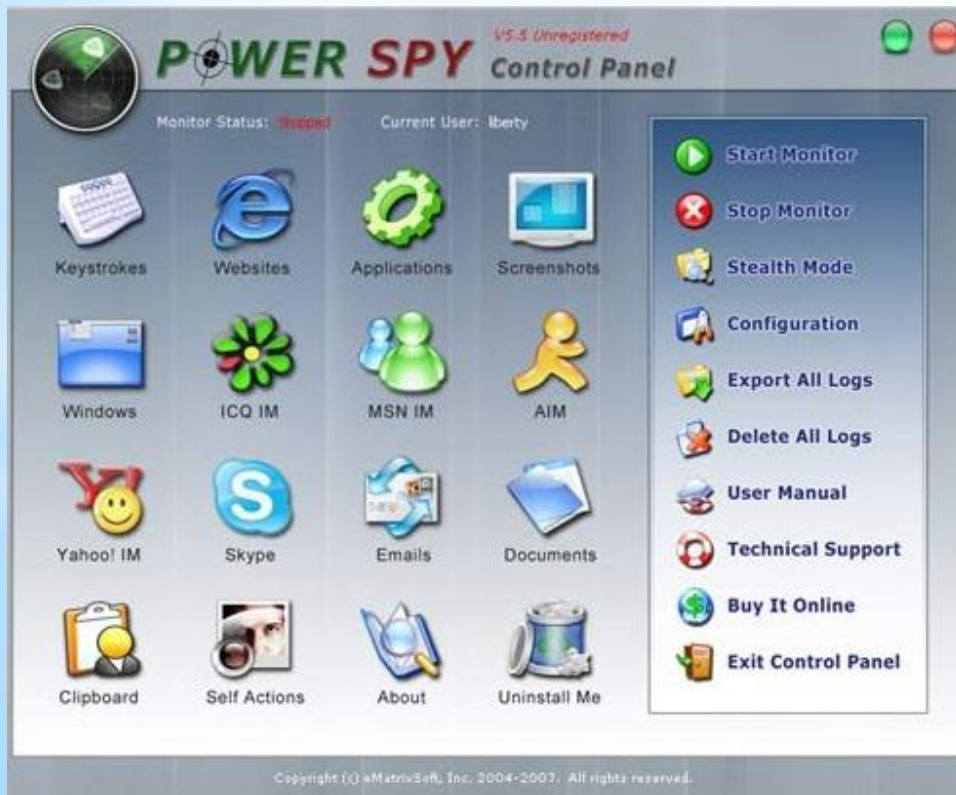 POWER SPY
V5.5 Unregistered
Control Panel
Monitor Status: Stopped Current User: liberty
Keystrokes Websites Applications Screenshots
Windows ICQ IM MSN IM AIM
Yahoo! IM Skype Emails Documents
Clipboard Self Actions About Uninstall Me
Start Monitor
Stop Monitor
Stealth Mode
Configuration
Export All Logs
Delete All Logs
User Manual
Technical Support
Buy It Online
Exit Control Panel
Copyright (c) eMatrixSoft, Inc. 2004-2007. All rights reserved.